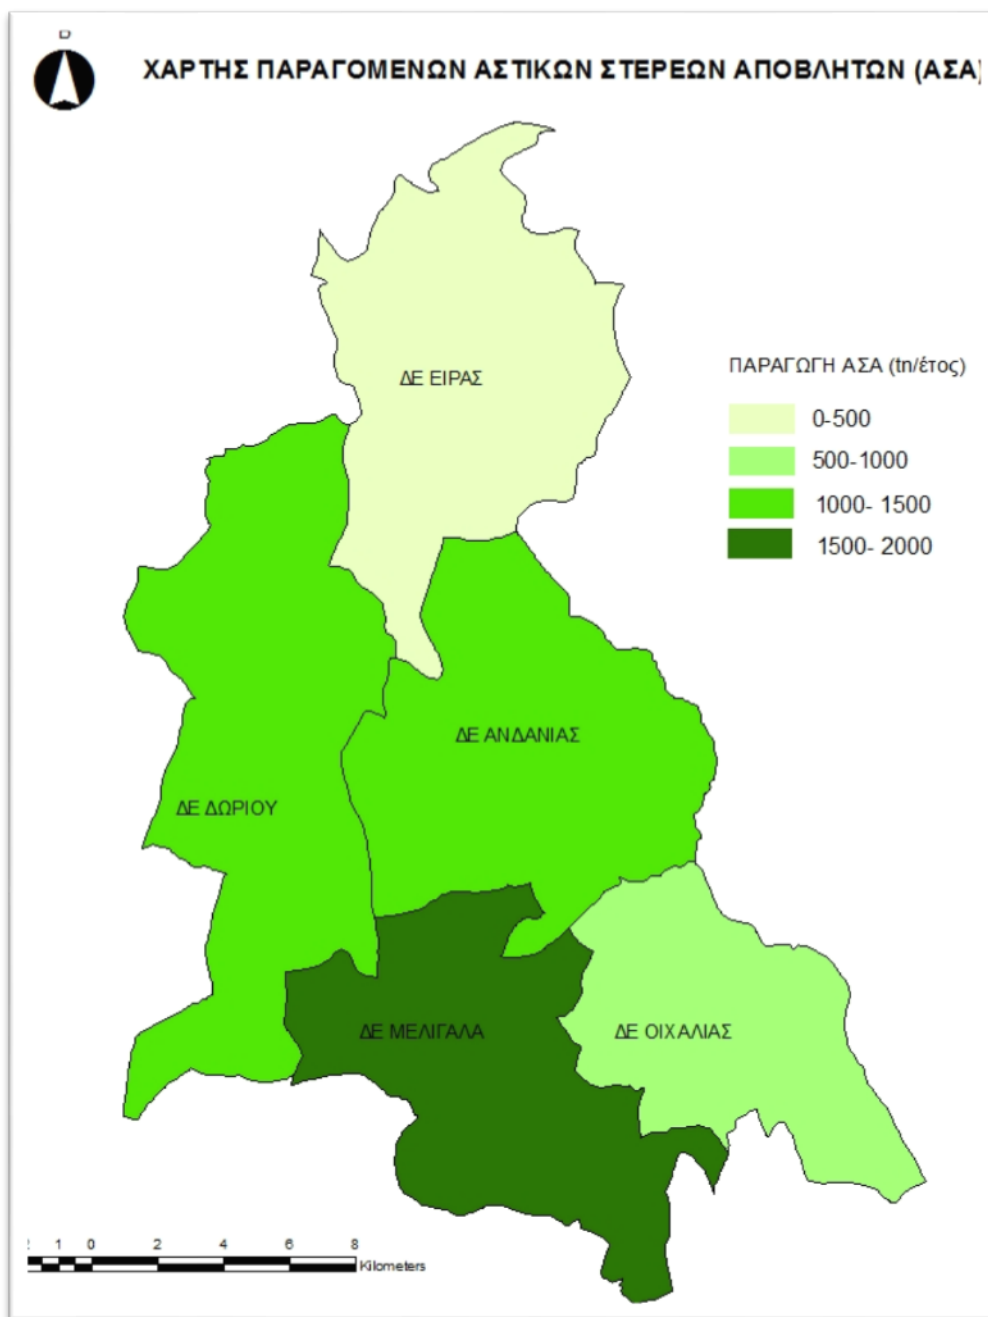 ΧΑΡΤΗΣ ΠΑΡΑΓΟΜΕΝΩΝ ΑΣΤΙΚΩΝ ΣΤΕΡΕΩΝ ΑΠΟΒΛΗΤΩΝ (ΑΣΑ)
ΔΕ ΕΙΡΑΣ
ΠΑΡΑΓΩΓΗ ΑΣΑ (tn/έτος)
0-500
500-1000
1000- 1500
1500- 2000
ΔΕ ΑΝΔΑΝΙΑΣ
ΔΕ ΔΩΡΙΟΥ
ΔΕ ΜΕΛΙΓΑΛΑ
ΔΕ ΟΙΧΑΛΙΑΣ
1 0 2 4 6 8
Kilometers